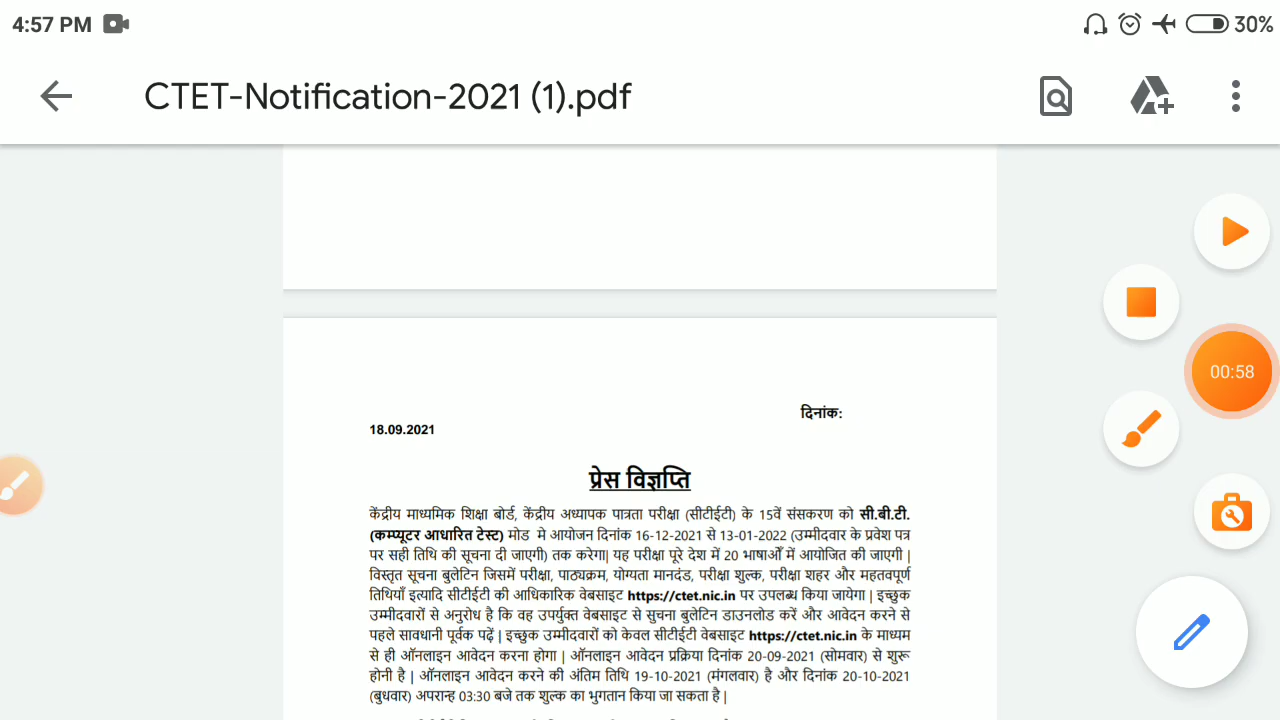 4:57 PM
30%
CTET-Notification-2021 (1).pdf
00:58
दिनांक:
18.09.2021
प्रेस विज्ञप्ति
केंद्रीय माध्यमिक शिक्षा बोर्ड, केंद्रीय अध्यापक पात्रता परीक्षा (सीटीईटी) के 15वें संसकरण को सी.बी.टी.
(कम्प्यूटर आधारित टेस्ट) मोड मे आयोजन दिनांक 16-12-2021 से 13-01-2022 (उम्मीदवार के प्रवेश पत्र
पर सही तिथि की सूचना दी जाएगी) तक करेगा| यह परीक्षा पूरे देश में 20 भाषाओँ में आयोजित की जाएगी |
विस्तृत सूचना बुलेटिन जिसमें परीक्षा, पाठ्यक्रम, योग्यता मानदंड, परीक्षा शुल्क, परीक्षा शहर और महतवपूर्ण
तिथियाँ इत्यादि सीटीईटी की आधिकारिक वेबसाइट https://ctet.nic.in पर उपलब्ध किया जायेगा | इच्छुक
उम्मीदवारों से अनुरोध है कि वह उपर्युक्त वेबसाइट से सुचना बुलेटिन डाउनलोड करें और आवेदन करने से
पहले सावधानी पूर्वक पढ़ें | इच्छुक उम्मीदवारों को केवल सीटीईटी वेबसाइट https://ctet.nic.in के माध्यम
से ही ऑनलाइन आवेदन करना होगा | ऑनलाइन आवेदन प्रक्रिया दिनांक 20-09-2021 (सोमवार) से शुरू
होनी है | ऑनलाइन आवेदन करने की अंतिम तिथि 19-10-2021 (मंगलवार) है और दिनांक 20-10-2021
(बुधवार) अपरान्ह 03:30 बजे तक शुल्क का भुगतान किया जा सकता है |